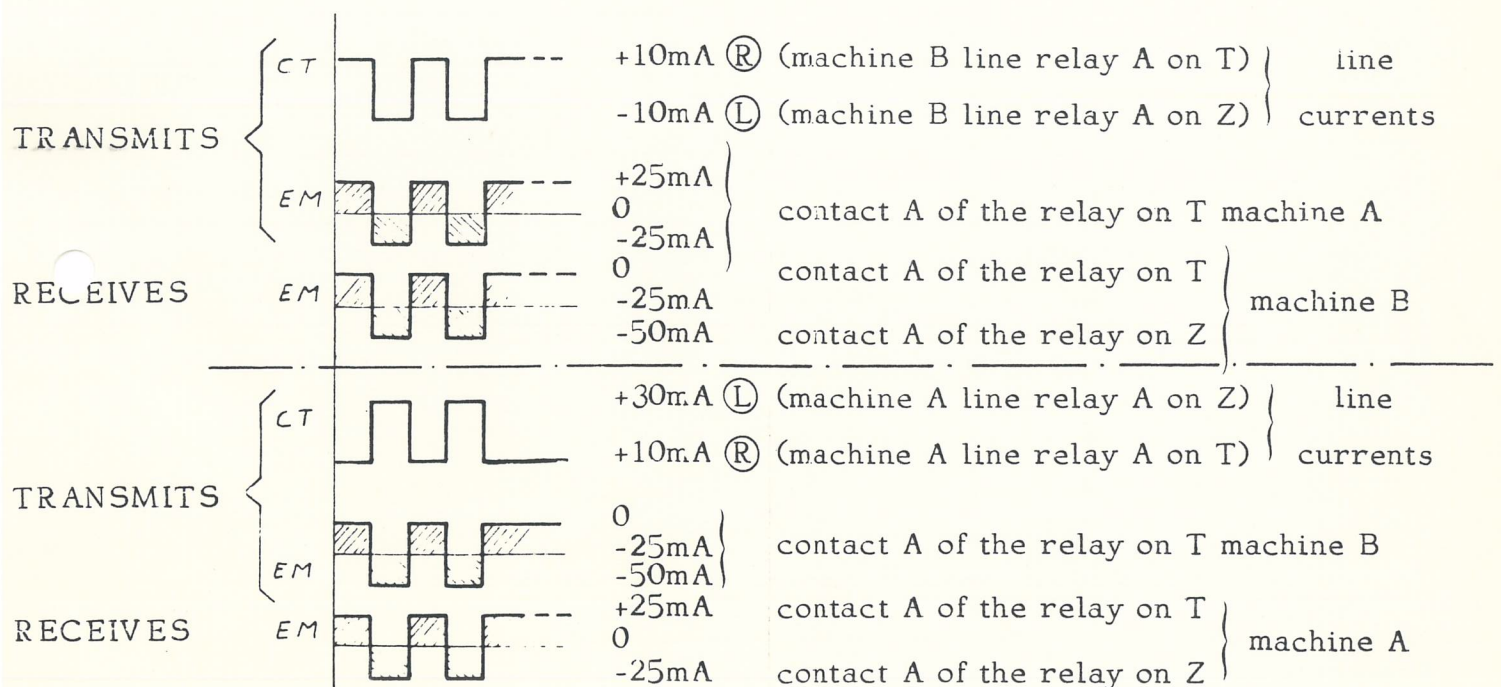 CT +10mA Ⓡ (machine B line relay A on T) line
-10mA Ⓛ (machine B line relay A on Z) currents
TRANSMITS
+25mA
EM 0 contact A of the relay on T machine A
-25mA
0 contact A of the relay on T
RECEIVES EM -25mA machine B
-50mA contact A of the relay on Z
+30mA Ⓛ (machine A line relay A on Z) line
CT
+10mA Ⓡ (machine A line relay A on T) currents
TRANSMITS
0
-25mA contact A of the relay on T machine B
EM -50mA
+25mA contact A of the relay on T
RECEIVES EM 0 machine A
-25mA contact A of the relay on Z